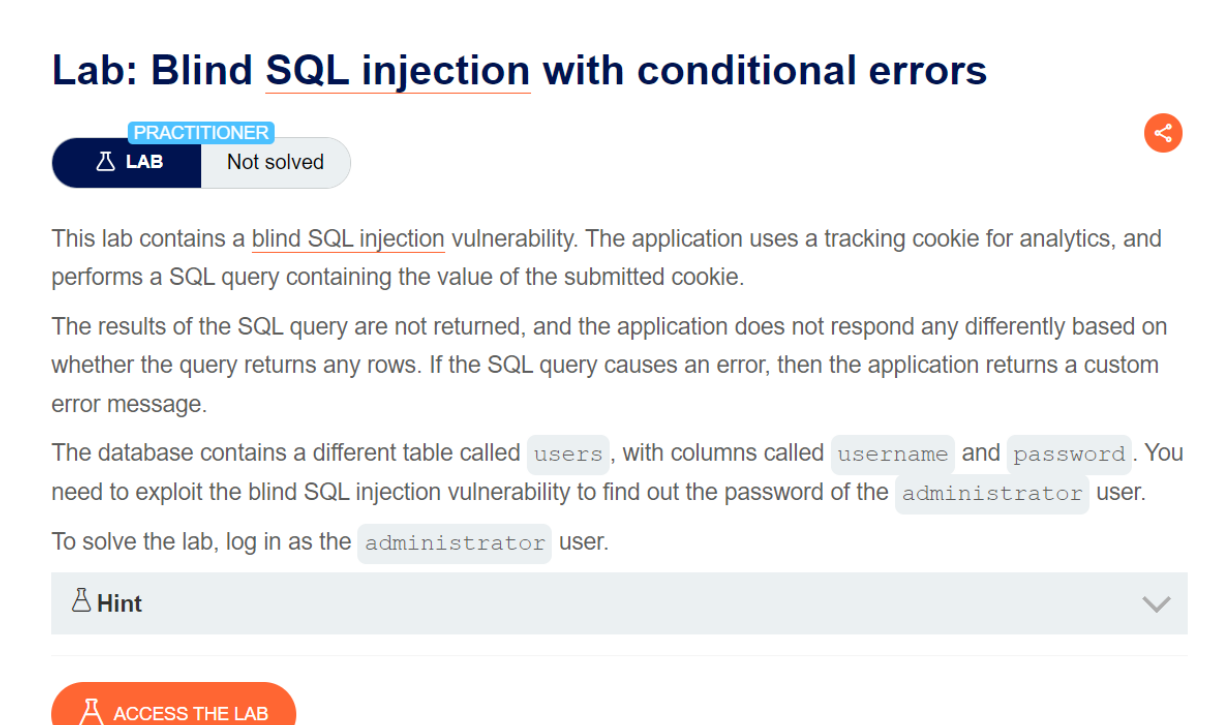 Lab: Blind SQL injection with conditional errors
PRACTITIONER
LAB Not solved
This lab contains a blind SQL injection vulnerability. The application uses a tracking cookie for analytics, and
performs a SQL query containing the value of the submitted cookie.
The results of the SQL query are not returned, and the application does not respond any differently based on
whether the query returns any rows. If the SQL query causes an error, then the application returns a custom
error message.
The database contains a different table called users, with columns called username and password. You
need to exploit the blind SQL injection vulnerability to find out the password of the administrator user.
To solve the lab, log in as the administrator user.
Hint
ACCESS THE LAB